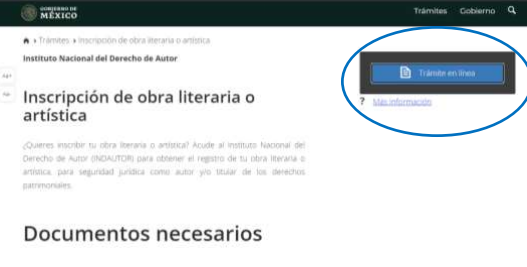 GOBIERNO DE
MÉXICO
Trámites Gobierno
Trámites Inscripción de obra literaria o artística
Instituto Nacional del Derecho de Autor
Trámite en línea
? Más información
Inscripción de obra literaria o
artística
¿Quieres inscribir tu obra literaria o artística? Acude al Instituto Nacional del
Derecho de Autor (INDAUTOR) para obtener el registro de tu obra literaria o
artística, para seguridad jurídica como autor y/o titular de los derechos
patrimoniales.
Documentos necesarios